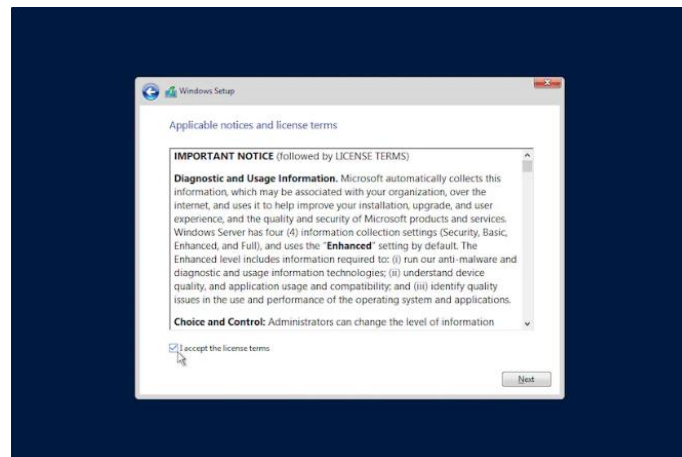 Windows Setup
Applicable notices and license terms
IMPORTANT NOTICE (followed by LICENSE TERMS)
Diagnostic and Usage Information. Microsoft automatically collects this
information, which may be associated with your organization, over the
internet, and uses it to help improve your installation, upgrade, and user
experience, and the quality and security of Microsoft products and services.
Windows Server has four (4) information collection settings (Security, Basic,
Enhanced, and Full), and uses the “Enhanced” setting by default. The
Enhanced level includes information required to: (i) run our anti-malware and
diagnostic and usage information technologies; (ii) understand device
quality, and application usage and compatibility; and (iii) identify quality
issues in the use and performance of the operating system and applications.
Choice and Control: Administrators can change the level of information
I accept the license terms
Next